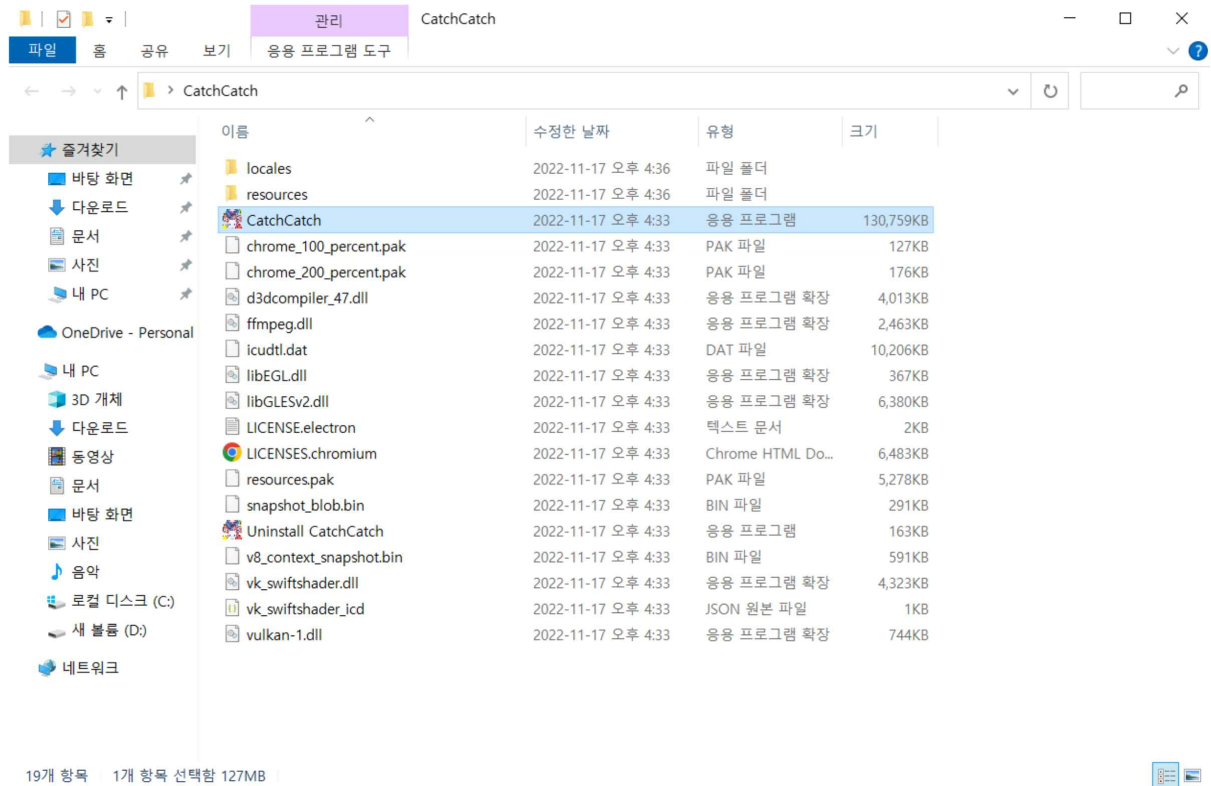 관리 CatchCatch
파일 홈 공유 보기 응용 프로그램 도구
CatchCatch
이름 수정한 날짜 유형 크기
즐겨찾기
바탕 화면
다운로드
문서
사진
내 PC
OneDrive - Personal
내 PC
3D 개체
다운로드
동영상
문서
바탕 화면
사진
음악
로컬 디스크 (C:)
새 볼륨 (D:)
네트워크
locales 2022-11-17 오후 4:36 파일 폴더
resources 2022-11-17 오후 4:36 파일 폴더
CatchCatch 2022-11-17 오후 4:33 응용 프로그램 130,759KB
chrome_100_percent.pak 2022-11-17 오후 4:33 PAK 파일 127KB
chrome_200_percent.pak 2022-11-17 오후 4:33 PAK 파일 176KB
d3dcompiler_47.dll 2022-11-17 오후 4:33 응용 프로그램 확장 4,013KB
ffmpeg.dll 2022-11-17 오후 4:33 응용 프로그램 확장 2,463KB
icudtl.dat 2022-11-17 오후 4:33 DAT 파일 10,206KB
libEGL.dll 2022-11-17 오후 4:33 응용 프로그램 확장 367KB
libGLESv2.dll 2022-11-17 오후 4:33 응용 프로그램 확장 6,380KB
LICENSE.electron 2022-11-17 오후 4:33 텍스트 문서 2KB
LICENSES.chromium 2022-11-17 오후 4:33 Chrome HTML Do... 6,483KB
resources.pak 2022-11-17 오후 4:33 PAK 파일 5,278KB
snapshot_blob.bin 2022-11-17 오후 4:33 BIN 파일 291KB
Uninstall CatchCatch 2022-11-17 오후 4:33 응용 프로그램 163KB
v8_context_snapshot.bin 2022-11-17 오후 4:33 BIN 파일 591KB
vk_swiftshader.dll 2022-11-17 오후 4:33 응용 프로그램 확장 4,323KB
vk_swiftshader_icd 2022-11-17 오후 4:33 JSON 원본 파일 1KB
vulkan-1.dll 2022-11-17 오후 4:33 응용 프로그램 확장 744KB
19개 항목 1개 항목 선택함 127MB